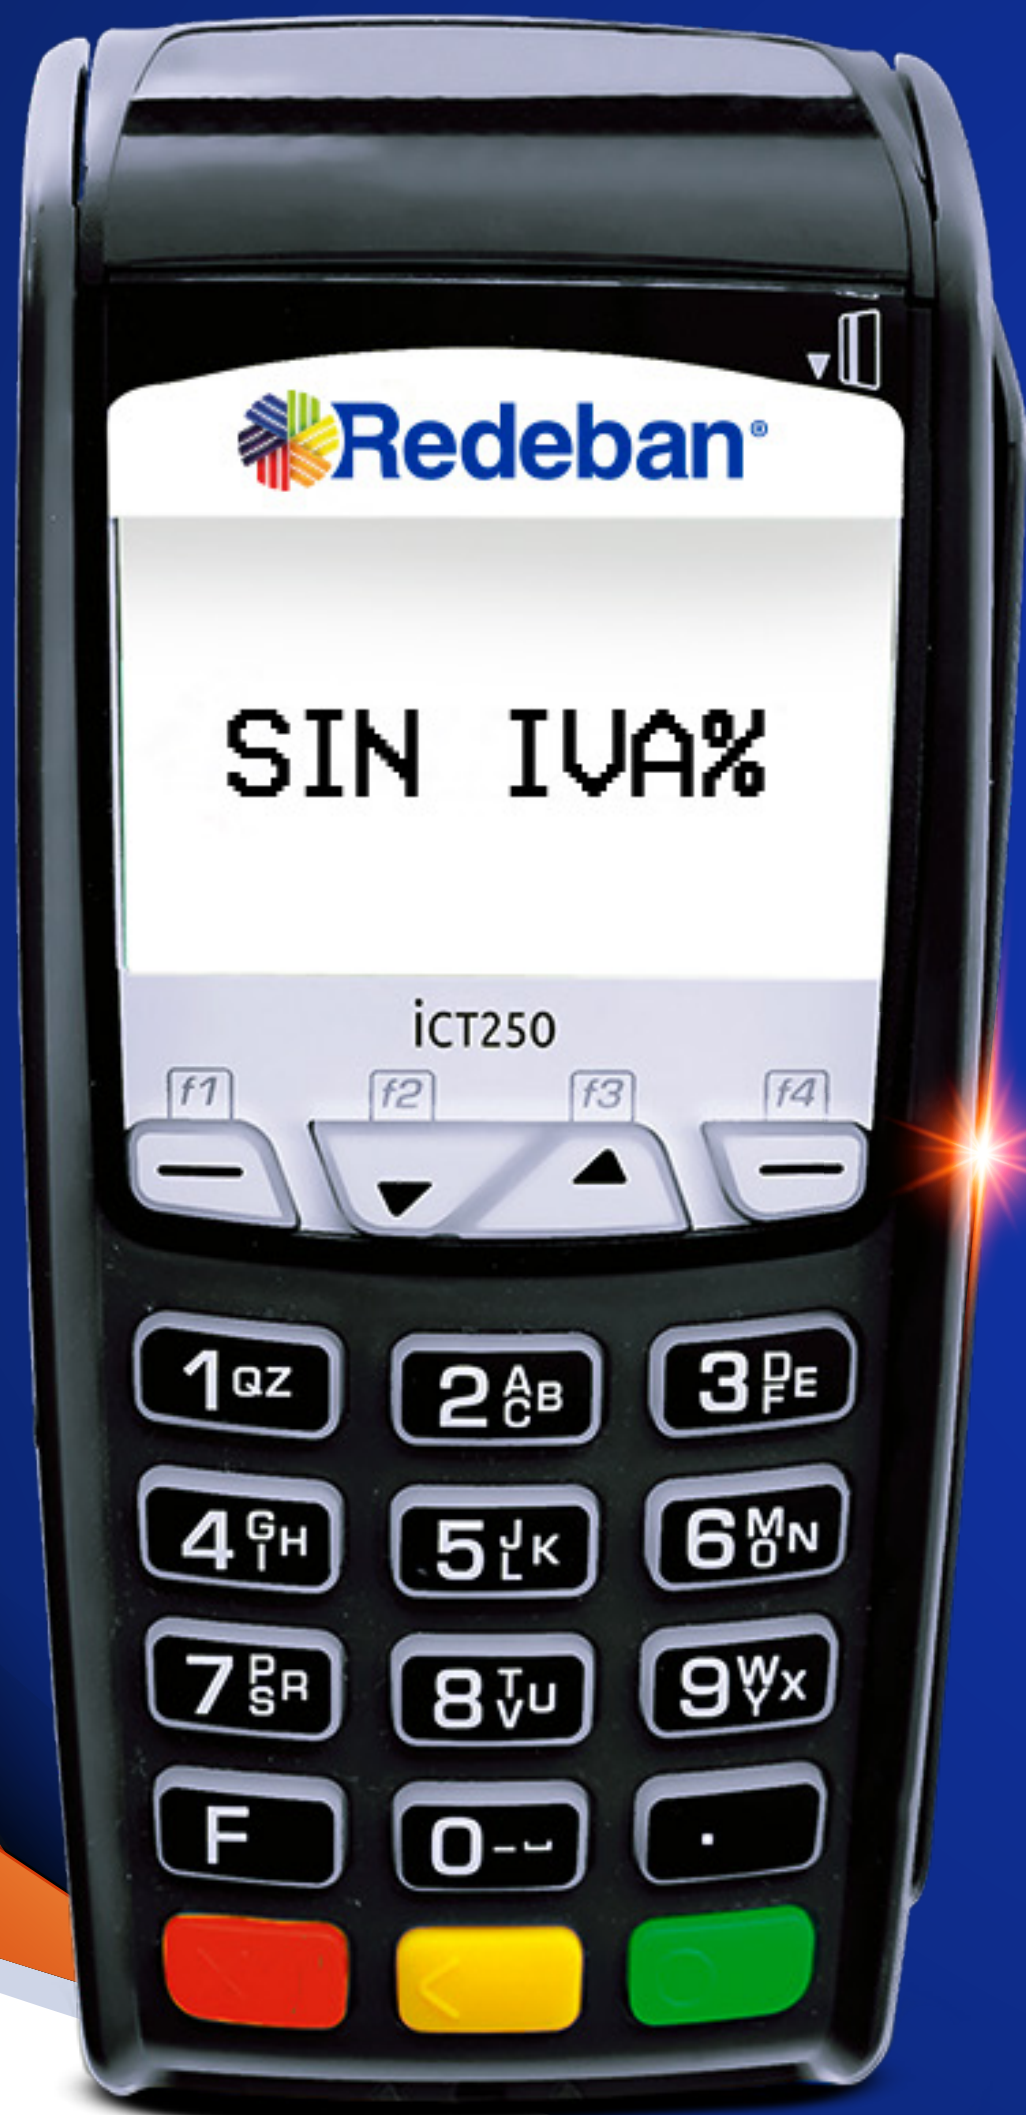 Redeban®
SIN IVA%
iCT250
f1 f2 f3 f4
1 QZ 2 ABC 3 DEF
4 GHI 5 JKL 6 MNO
7 PRS 8 TUV 9 WXY
F 0 -- .